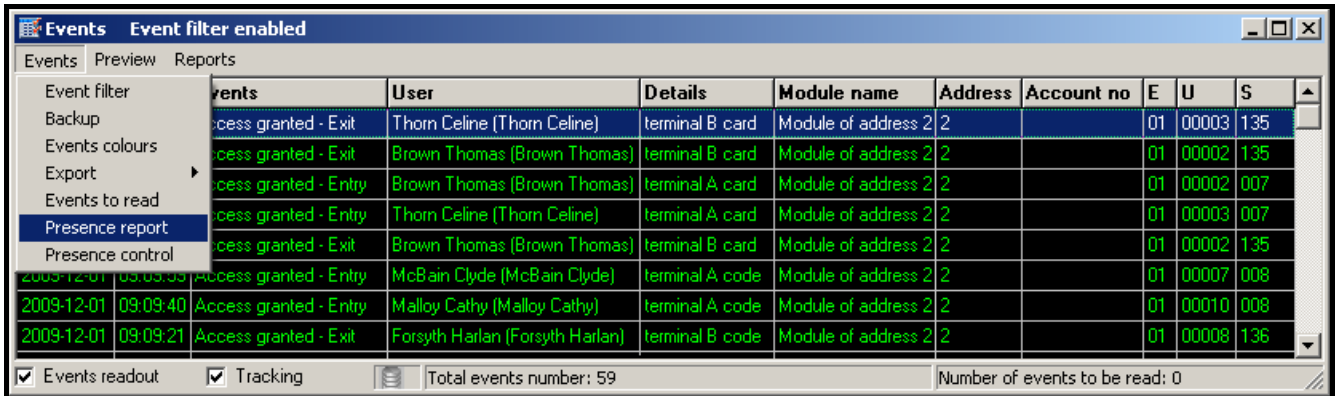 Events Event filter enabled
Events Preview Reports
Event filter
Backup
Events colours
Export
Events to read
Presence report
Presence control
vents User Details Module name Address Account no E U S
ccess granted - Exit Thorn Celine (Thorn Celine) terminal B card Module of address 2 2 01 00003 135
ccess granted - Exit Brown Thomas (Brown Thomas) terminal B card Module of address 2 2 01 00002 135
ccess granted - Entry Brown Thomas (Brown Thomas) terminal A card Module of address 2 2 01 00002 007
ccess granted - Entry Thorn Celine (Thorn Celine) terminal A card Module of address 2 2 01 00003 007
ccess granted - Exit Brown Thomas (Brown Thomas) terminal B card Module of address 2 2 01 00002 135
2009-12-01 09:09:59 Access granted - Entry McBain Clyde (McBain Clyde) terminal A code Module of address 2 2 01 00007 008
2009-12-01 09:09:40 Access granted - Entry Malloy Cathy (Malloy Cathy) terminal A code Module of address 2 2 01 00010 008
2009-12-01 09:09:21 Access granted - Exit Forsyth Harlan (Forsyth Harlan) terminal B code Module of address 2 2 01 00008 136
Events readout Tracking Total events number: 59 Number of events to be read: 0